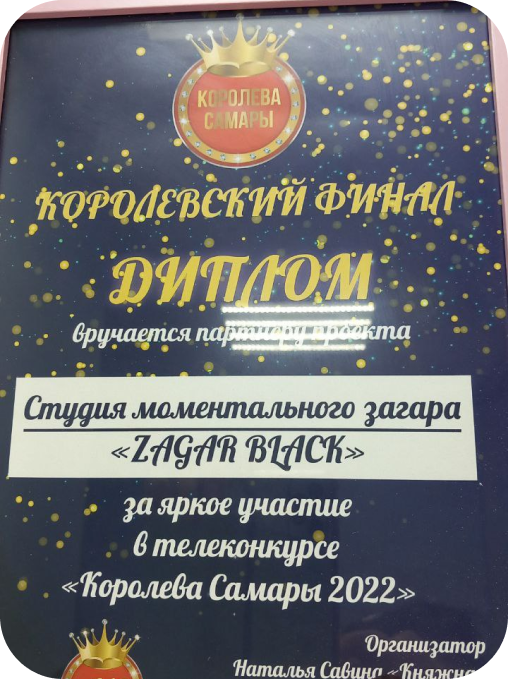 КОРОЛЕВА
САМАРЫ
КОРОЛЕВСКИЙ ФИНАЛ
ДИПЛОМ
вручается партнеру проекта
Студия моментального загара
«ZAGAR BLACK»
за яркое участие
в телеконкурсе
«Королева Самары 2022»
Организатор
Наталья Савина «Княжна